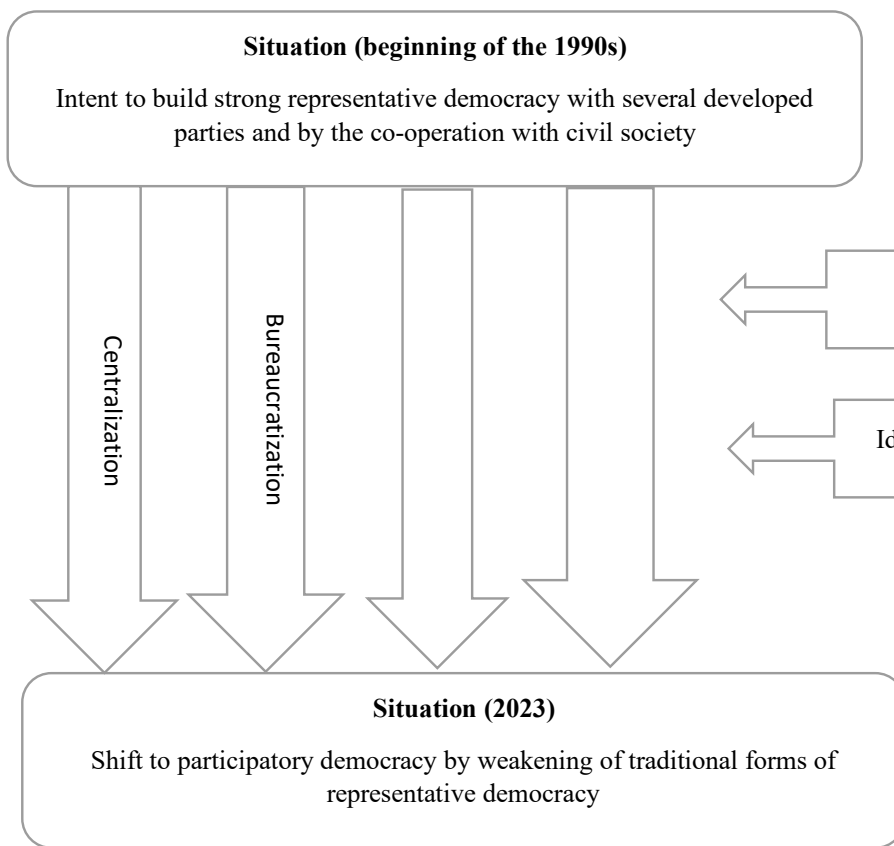 Situation (beginning of the 1990s)
Intent to build strong representative democracy with several developed
parties and by the co-operation with civil society
Centralization
Bureaucratization
Id
Situation (2023)
Shift to participatory democracy by weakening of traditional forms of
representative democracy